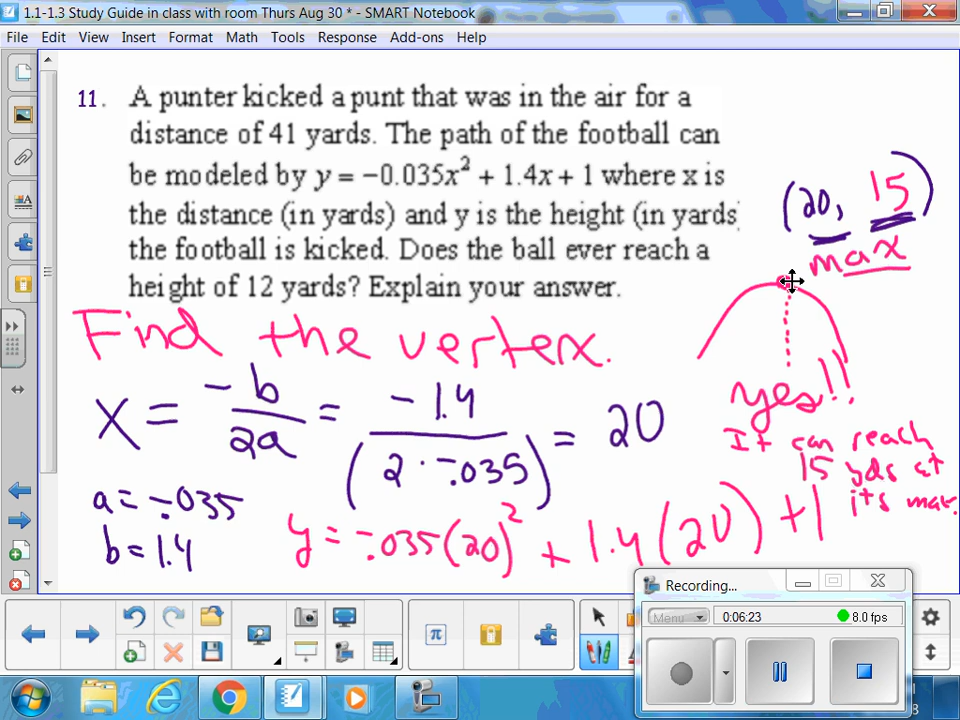 1.1-1.3 Study Guide in class with room Thurs Aug 30 * - SMART Notebook
File Edit View Insert Format Math Tools Response Add-ons Help
11. A punter kicked a punt that was in the air for a
distance of 41 yards. The path of the football can
be modeled by y = −0.035x² + 1.4x + 1 where x is
the distance (in yards) and y is the height (in yards)
the football is kicked. Does the ball ever reach a
height of 12 yards? Explain your answer.
(20, 15)
max
Find the vertex.
x = -b/2a = -1.4/(2·-.035) = 20
yes!!
It can reach
15 yds at
its max.
a = -.035
b = 1.4
y = -.035(20)² + 1.4(20) + 1
Recording...
Menu 0:06:23 8.0 fps